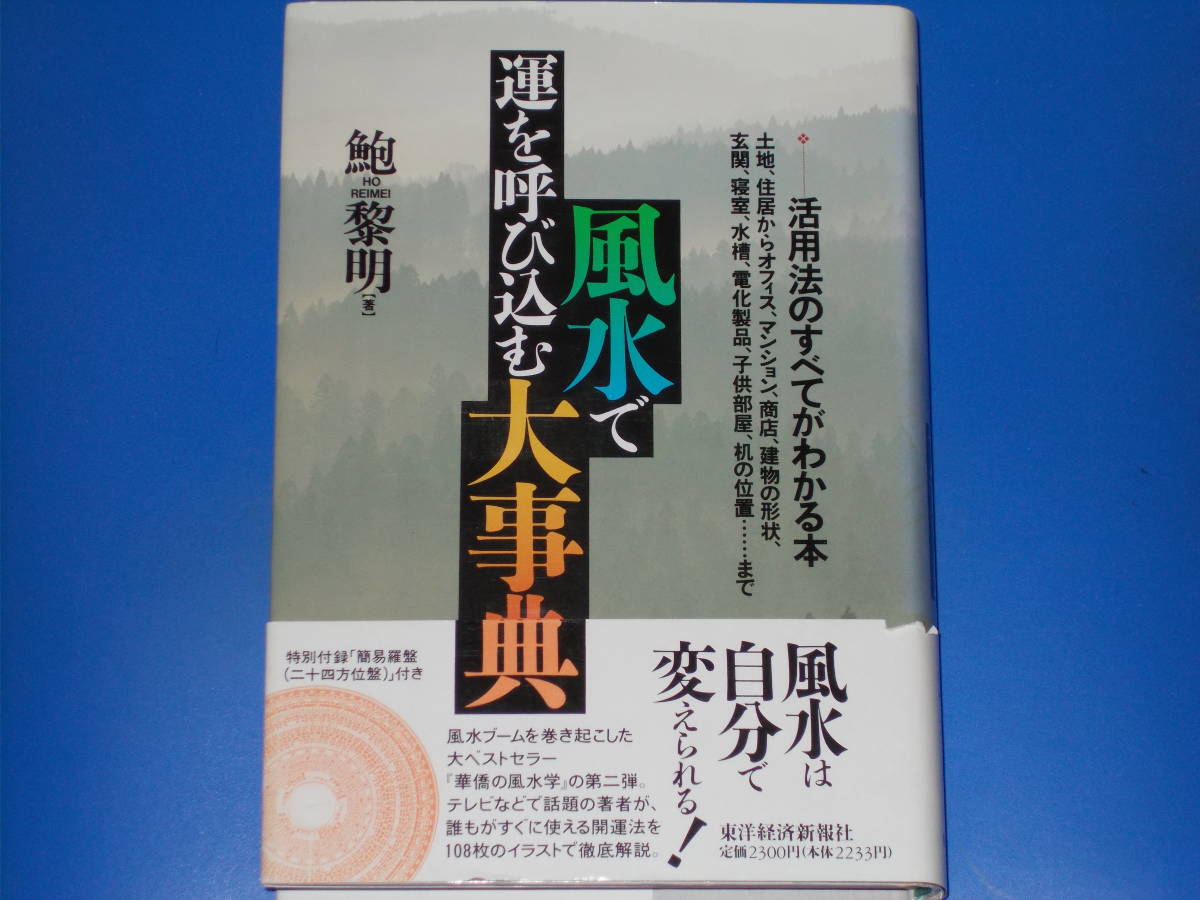 活用法のすべてがわかる本
土地、住居からオフィス、マンション、商店、建物の形状、
玄関、寝室、水槽、電化製品、子供部屋、机の位置……まで
風水で
運を呼び込む
大事典
鮑黎明[著]
HO
REIMEI
風水は
自分で
変えられる!
特別付録「簡易羅盤
(二十四方位盤)」付き
風水ブームを巻き起こした
大ベストセラー
『華僑の風水学』の第二弾。
テレビなどで話題の著者が、
誰もがすぐに使える開運法を
108枚のイラストで徹底解説。
東洋経済新報社
定価2300円(本体2233円)